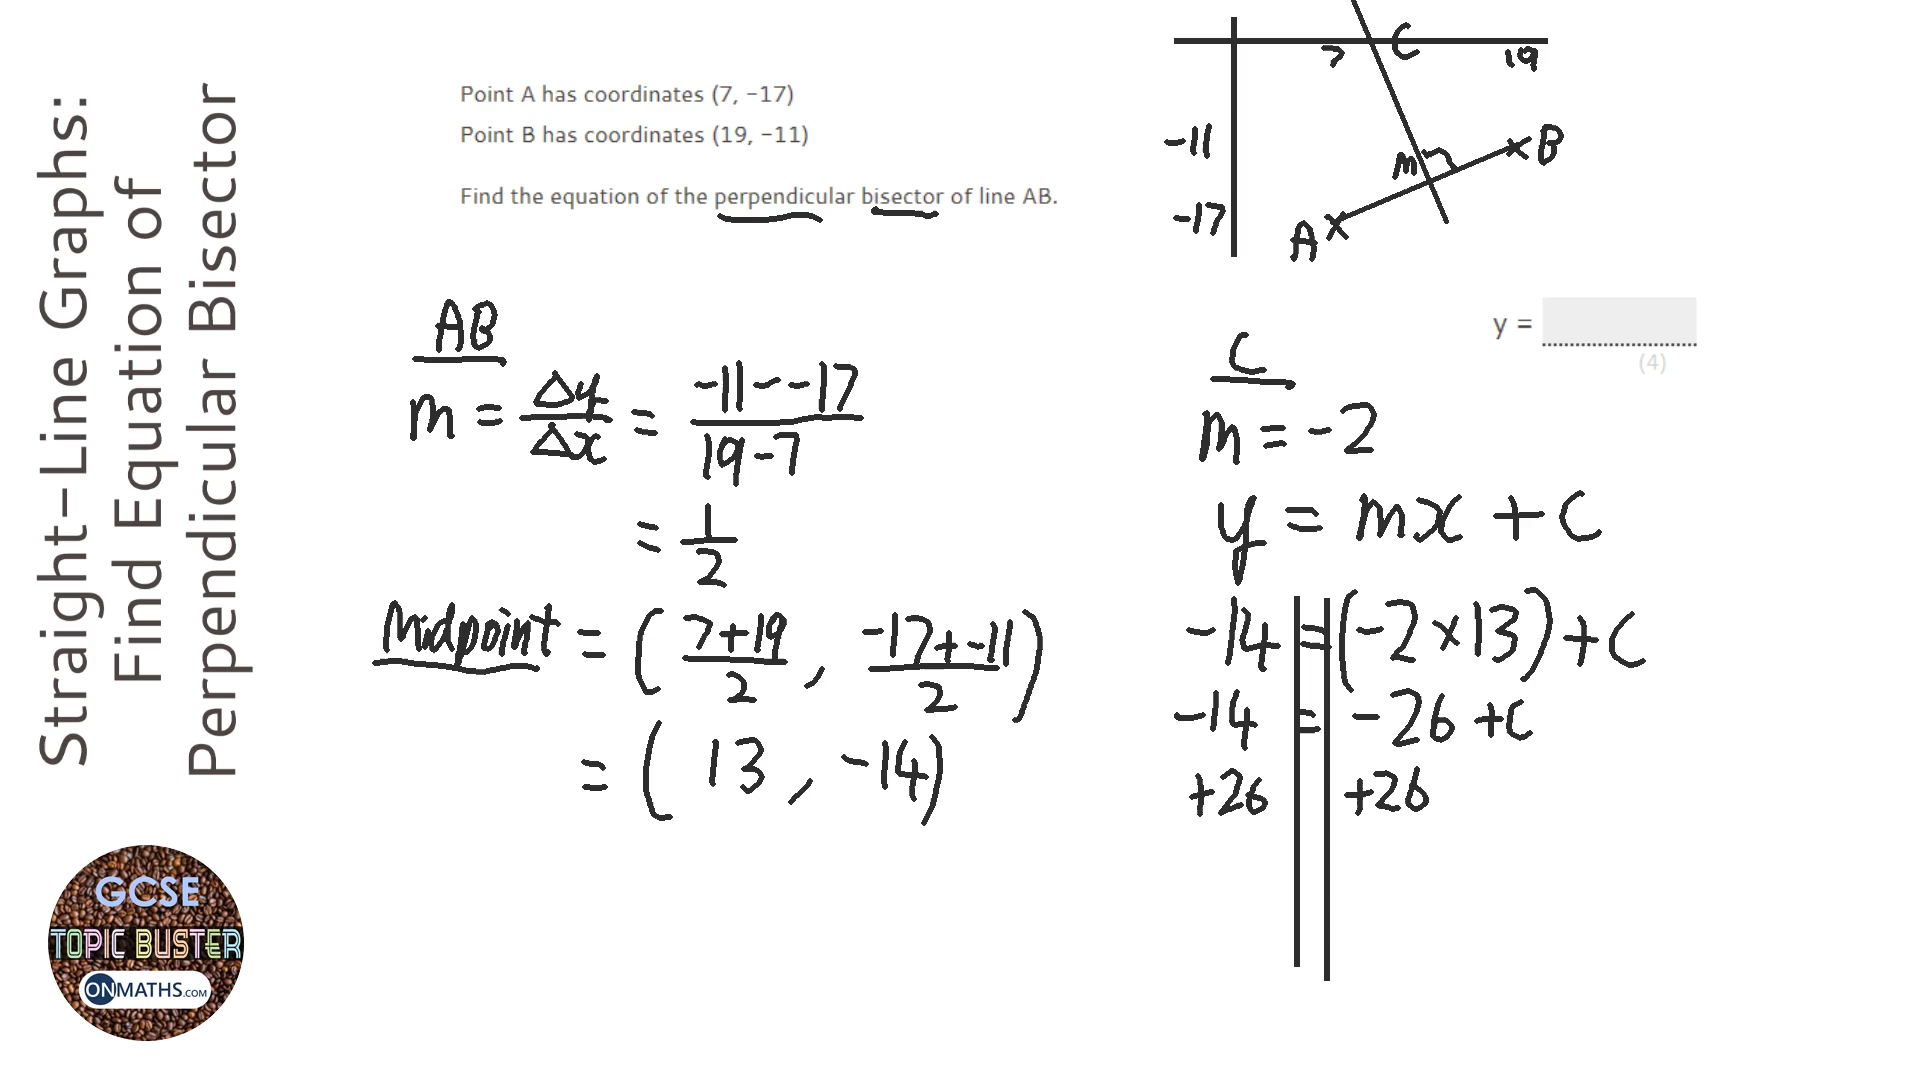 Straight-Line Graphs:
Find Equation of
Perpendicular Bisector
Point A has coordinates (7, −17)
Point B has coordinates (19, −11)
Find the equation of the perpendicular bisector of line AB.
7 C 19
-11
-17
M
B
A
y =
(4)
AB
m = Δy/Δx = -11--17/19-7
= 1/2
Midpoint = ( 7+19/2 , -17+-11/2 )
= ( 13 , -14)
C
m = -2
y = mx + c
-14 = (-2×13) + c
-14 = -26 + c
+26 +26
GCSE
TOPIC BUSTER
ONMATHS.COM